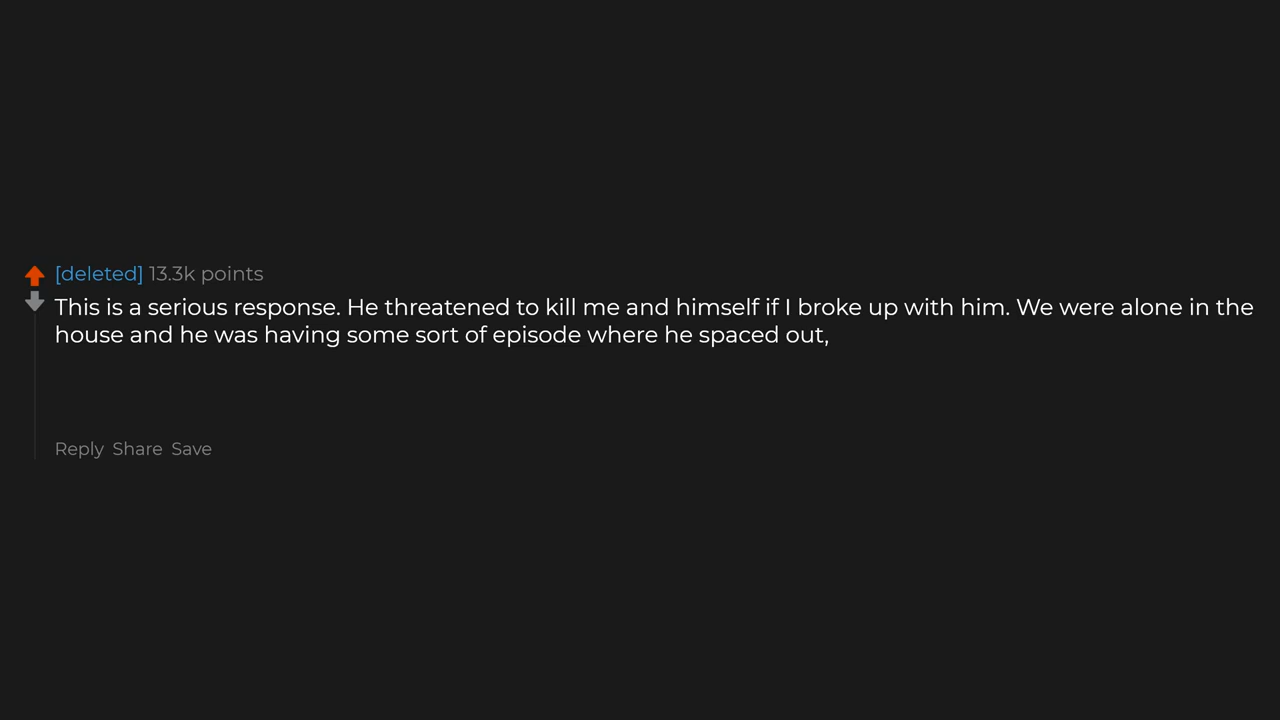 [deleted] 13.3k points
This is a serious response. He threatened to kill me and himself if I broke up with him. We were alone in the
house and he was having some sort of episode where he spaced out,
Reply Share Save